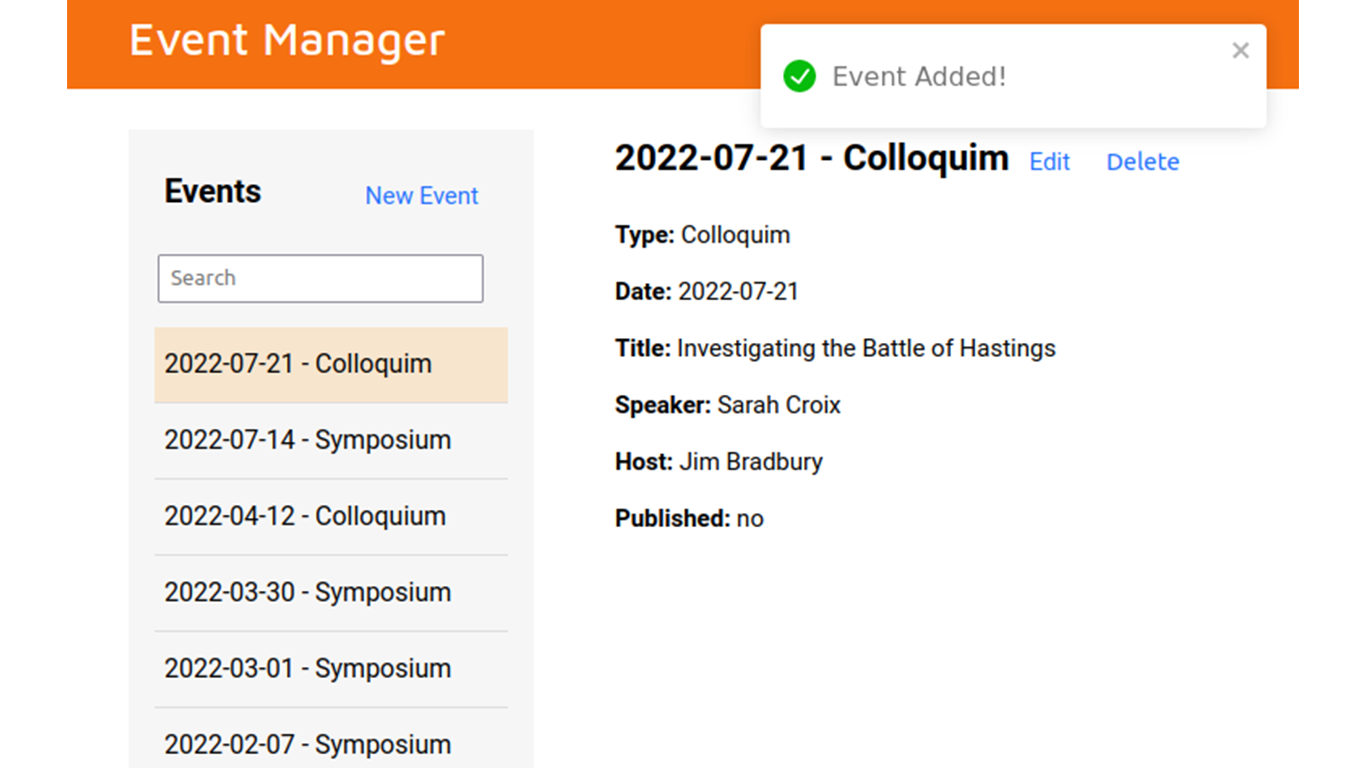 Event Manager
Event Added!
Events
New Event
Search
2022-07-21 - Colloquim
2022-07-14 - Symposium
2022-04-12 - Colloquium
2022-03-30 - Symposium
2022-03-01 - Symposium
2022-02-07 - Symposium
2022-07-21 - Colloquim Edit Delete
Type: Colloquim
Date: 2022-07-21
Title: Investigating the Battle of Hastings
Speaker: Sarah Croix
Host: Jim Bradbury
Published: no